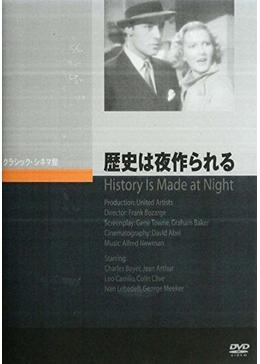 クラシック・シネマ館
歴史は夜作られる
History Is Made at Night
Production: United Artists
Director: Frank Bozarge
Screenplay: Gene Towne, Graham Baker
Cinematography: David Abel
Music: Alfred Newman
Starring:
Charles Boyer, Jean Arthur
Leo Carrillo, Colin Clive
Ivan Lebedeff, George Meeker
DVD
VIDEO